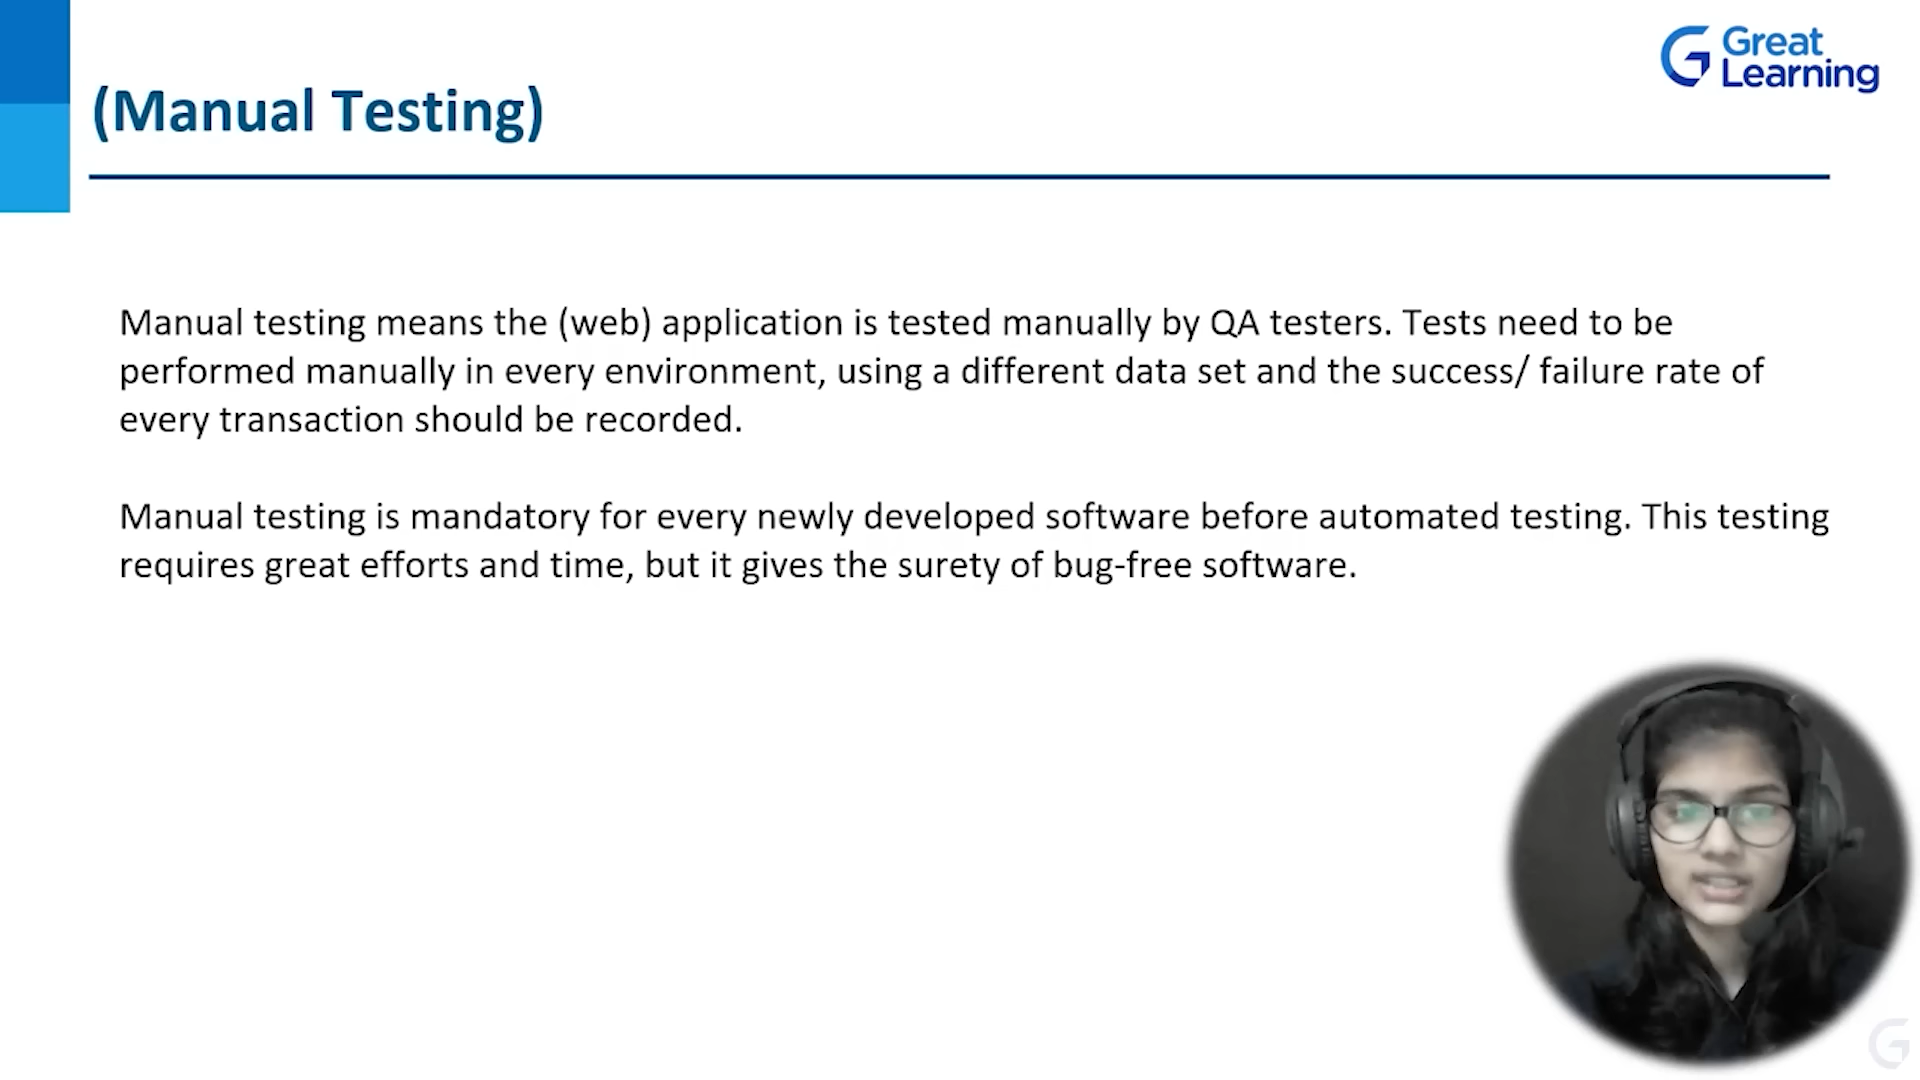 Great
Learning
(Manual Testing)
Manual testing means the (web) application is tested manually by QA testers. Tests need to be
performed manually in every environment, using a different data set and the success/ failure rate of
every transaction should be recorded.
Manual testing is mandatory for every newly developed software before automated testing. This testing
requires great efforts and time, but it gives the surety of bug-free software.